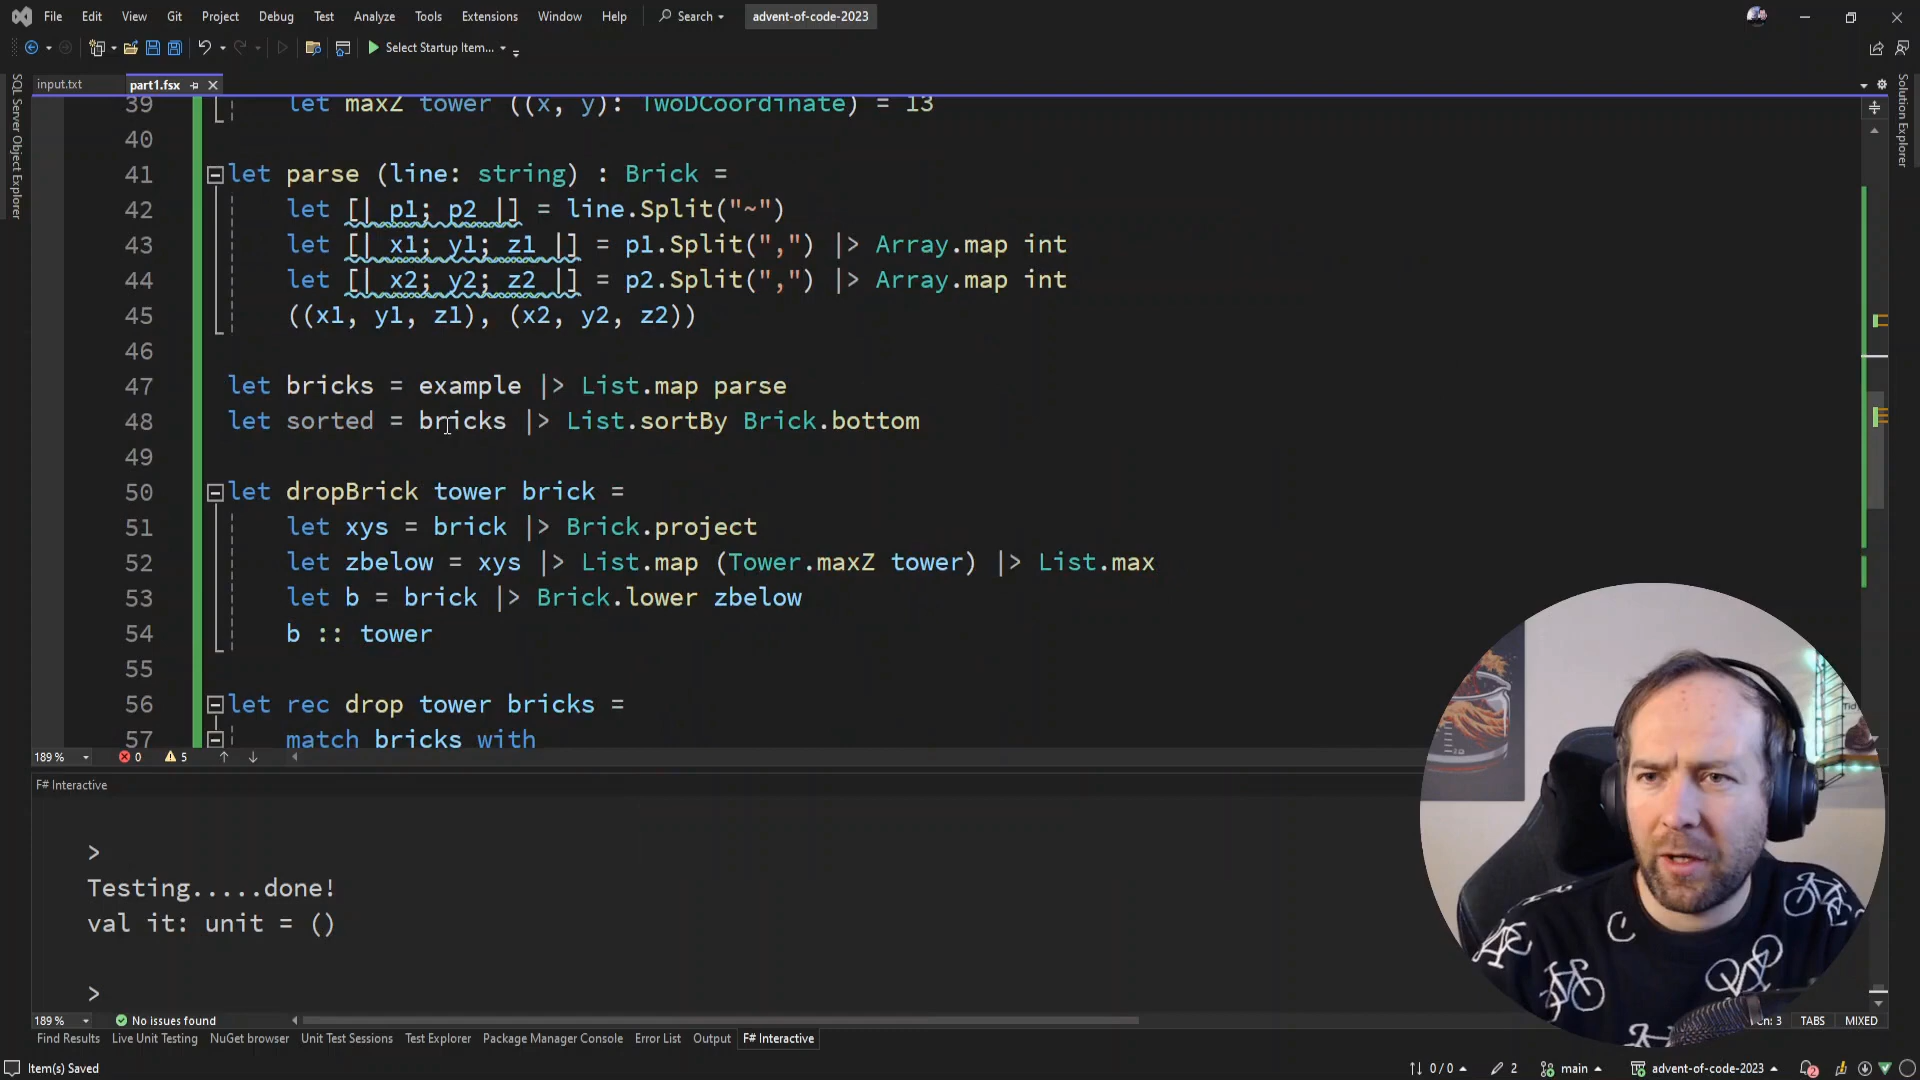 File Edit View Git Project Debug Test Analyze Tools Extensions Window Help Search advent-of-code-2023
Select Startup Item...
input.txt part1.fsx
SQL Server Object Explorer
Solution Explorer
39 let maxZ tower ((x, y): TwoDCoordinate) = 13
40
41 let parse (line: string) : Brick =
42 let [| p1; p2 |] = line.Split("~")
43 let [| x1; y1; z1 |] = p1.Split(",") |> Array.map int
44 let [| x2; y2; z2 |] = p2.Split(",") |> Array.map int
45 ((x1, y1, z1), (x2, y2, z2))
46
47 let bricks = example |> List.map parse
48 let sorted = bricks |> List.sortBy Brick.bottom
49
50 let dropBrick tower brick =
51 let xys = brick |> Brick.project
52 let zbelow = xys |> List.map (Tower.maxZ tower) |> List.max
53 let b = brick |> Brick.lower zbelow
54 b :: tower
55
56 let rec drop tower bricks =
57 match bricks with
189 % 0 5
F# Interactive
>
Testing.....done!
val it: unit = ()
>
189 % No issues found TABS MIXED
Find Results Live Unit Testing NuGet browser Unit Test Sessions Test Explorer Package Manager Console Error List Output F# Interactive
Item(s) Saved 0 / 0 2 main advent-of-code-2023